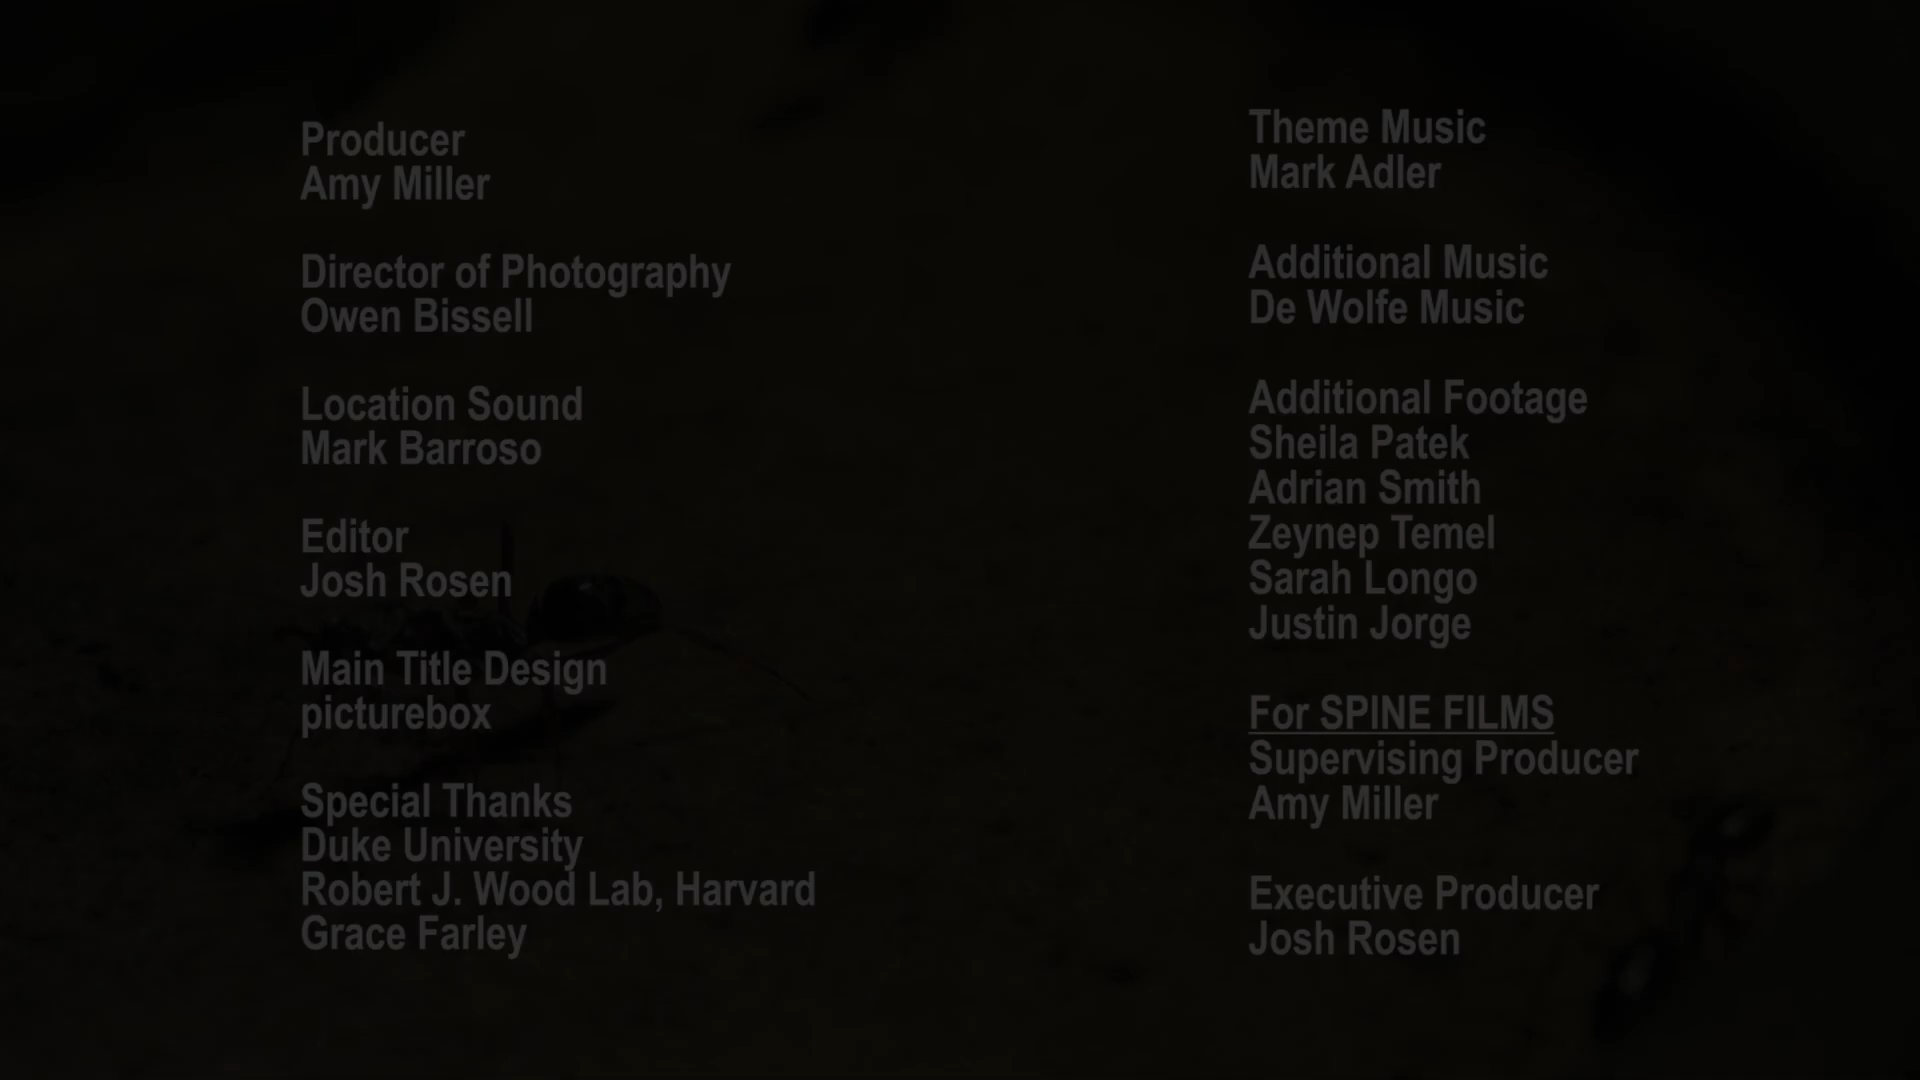 Producer
Amy Miller
Director of Photography
Owen Bissell
Location Sound
Mark Barroso
Editor
Josh Rosen
Main Title Design
picturebox
Special Thanks
Duke University
Robert J. Wood Lab, Harvard
Grace Farley
Theme Music
Mark Adler
Additional Music
De Wolfe Music
Additional Footage
Sheila Patek
Adrian Smith
Zeynep Temel
Sarah Longo
Justin Jorge
For SPINE FILMS
Supervising Producer
Amy Miller
Executive Producer
Josh Rosen